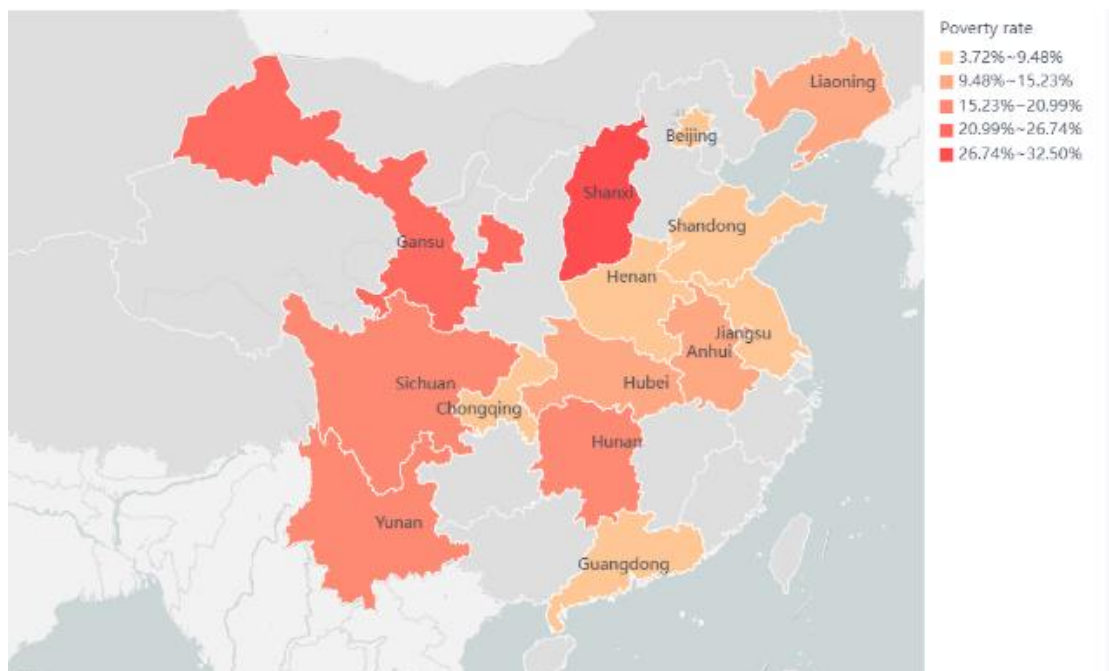 Poverty rate
3.72%~9.48%
9.48%~15.23%
15.23%~20.99%
20.99%~26.74%
26.74%~32.50%
Liaoning
Beijing
Shanxi
Shandong
Gansu
Henan
Jiangsu
Anhui
Sichuan
Hubei
Chongqing
Hunan
Yunan
Guangdong